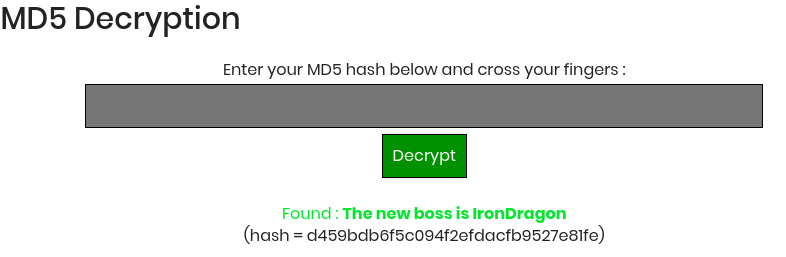 MD5 Decryption
Enter your MD5 hash below and cross your fingers :
Decrypt
Found : The new boss is IronDragon
(hash = d459bdb6f5c094f2efdacfb9527e81fe)